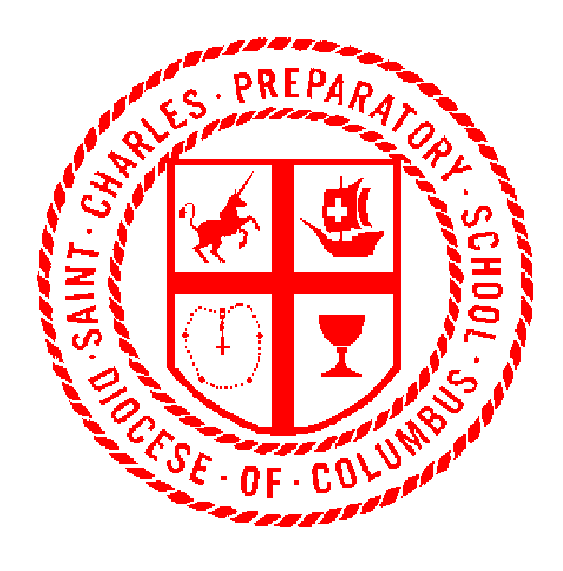 SAINT · CHARLES · PREPARATORY · SCHOOL ·
DIOCESE · OF · COLUMBUS ·